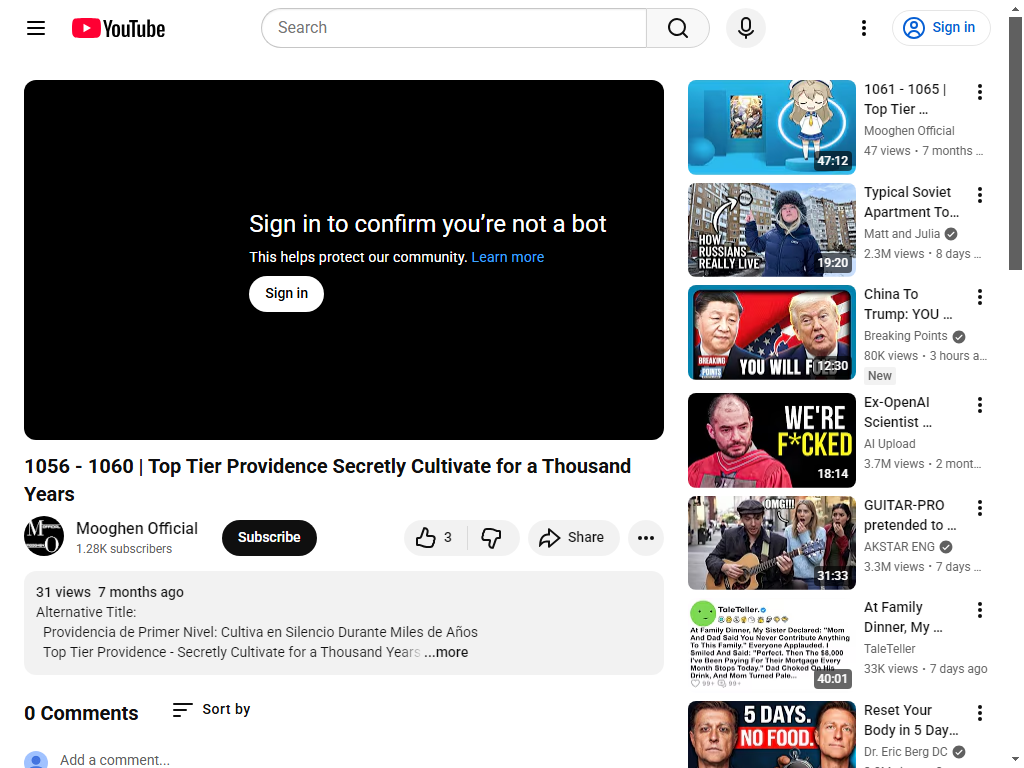 YouTube
Search
Sign in
Sign in to confirm you’re not a bot
This helps protect our community. Learn more
Sign in
1056 - 1060 | Top Tier Providence Secretly Cultivate for a Thousand
Years
Mooghen Official
1.28K subscribers
Subscribe
3
Share
31 views 7 months ago
Alternative Title:
Providencia de Primer Nivel: Cultiva en Silencio Durante Miles de Años
Top Tier Providence - Secretly Cultivate for a Thousand Years ...more
0 Comments
Sort by
Add a comment...
47:12
1061 - 1065 |
Top Tier ...
Mooghen Official
47 views • 7 months ...
HOW
RUSSIANS
REALLY LIVE
19:20
Typical Soviet
Apartment To...
Matt and Julia
2.3M views • 8 days ...
BREAKING
POINTS
YOU WILL
12:30
China To
Trump: YOU ...
Breaking Points
80K views • 3 hours a...
New
WE'RE
F*CKED
18:14
Ex-OpenAI
Scientist ...
AI Upload
3.7M views • 2 mont...
OMG!!!
31:33
GUITAR-PRO
pretended to ...
AKSTAR ENG
3.3M views • 7 days ...
TaleTeller.
At Family Dinner, My Sister Declared: "Mom
And Dad Said You Never Contribute Anything
To This Family." Everyone Applauded. I
Smiled And Said: "Perfect. Then The $8,000
I've Been Paying For Their Mortgage Every
Month Stops Today." Dad Choked On His
Drink, And Mom Turned Pale...
99+ 99+
40:01
At Family
Dinner, My ...
TaleTeller
33K views • 7 days ago
5 DAYS.
NO FOOD.
Reset Your
Body in 5 Day...
Dr. Eric Berg DC